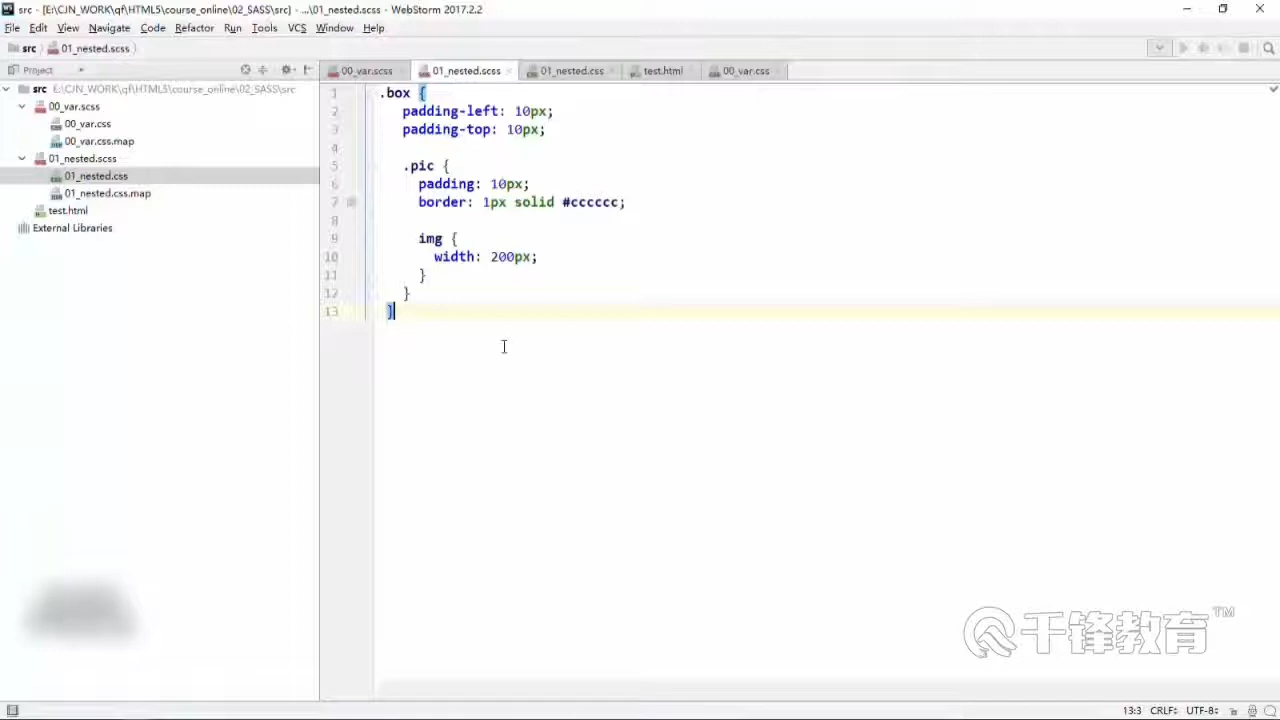 src - [E:\CJN_WORK\qf\HTML5\course_online\02_SASS\src] - ...\01_nested.scss - WebStorm 2017.2.2
File Edit View Navigate Code Refactor Run Tools VCS Window Help
src 01_nested.scss
Project
00_var.scss 01_nested.scss 01_nested.css test.html 00_var.css
src E:\CJN_WORK\qf\HTML5\course_online\02_SASS\src
00_var.scss
00_var.css
00_var.css.map
01_nested.scss
01_nested.css
01_nested.css.map
test.html
External Libraries
1 .box {
2 padding-left: 10px;
3 padding-top: 10px;
4
5 .pic {
6 padding: 10px;
7 border: 1px solid #cccccc;
8
9 img {
10 width: 200px;
11 }
12 }
13 }
千锋教育™
13:3 CRLF÷ UTF-8÷